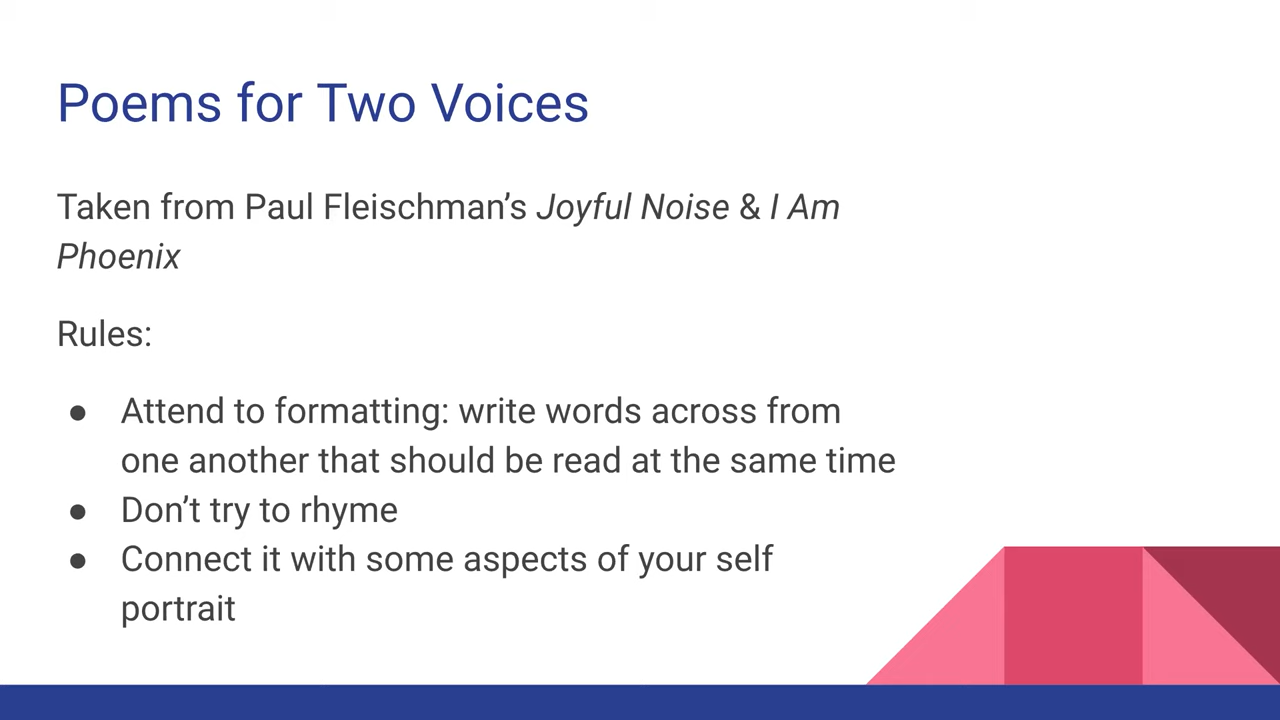 Poems for Two Voices
Taken from Paul Fleischman’s Joyful Noise & I Am
Phoenix
Rules:
● Attend to formatting: write words across from
one another that should be read at the same time
● Don’t try to rhyme
● Connect it with some aspects of your self
portrait